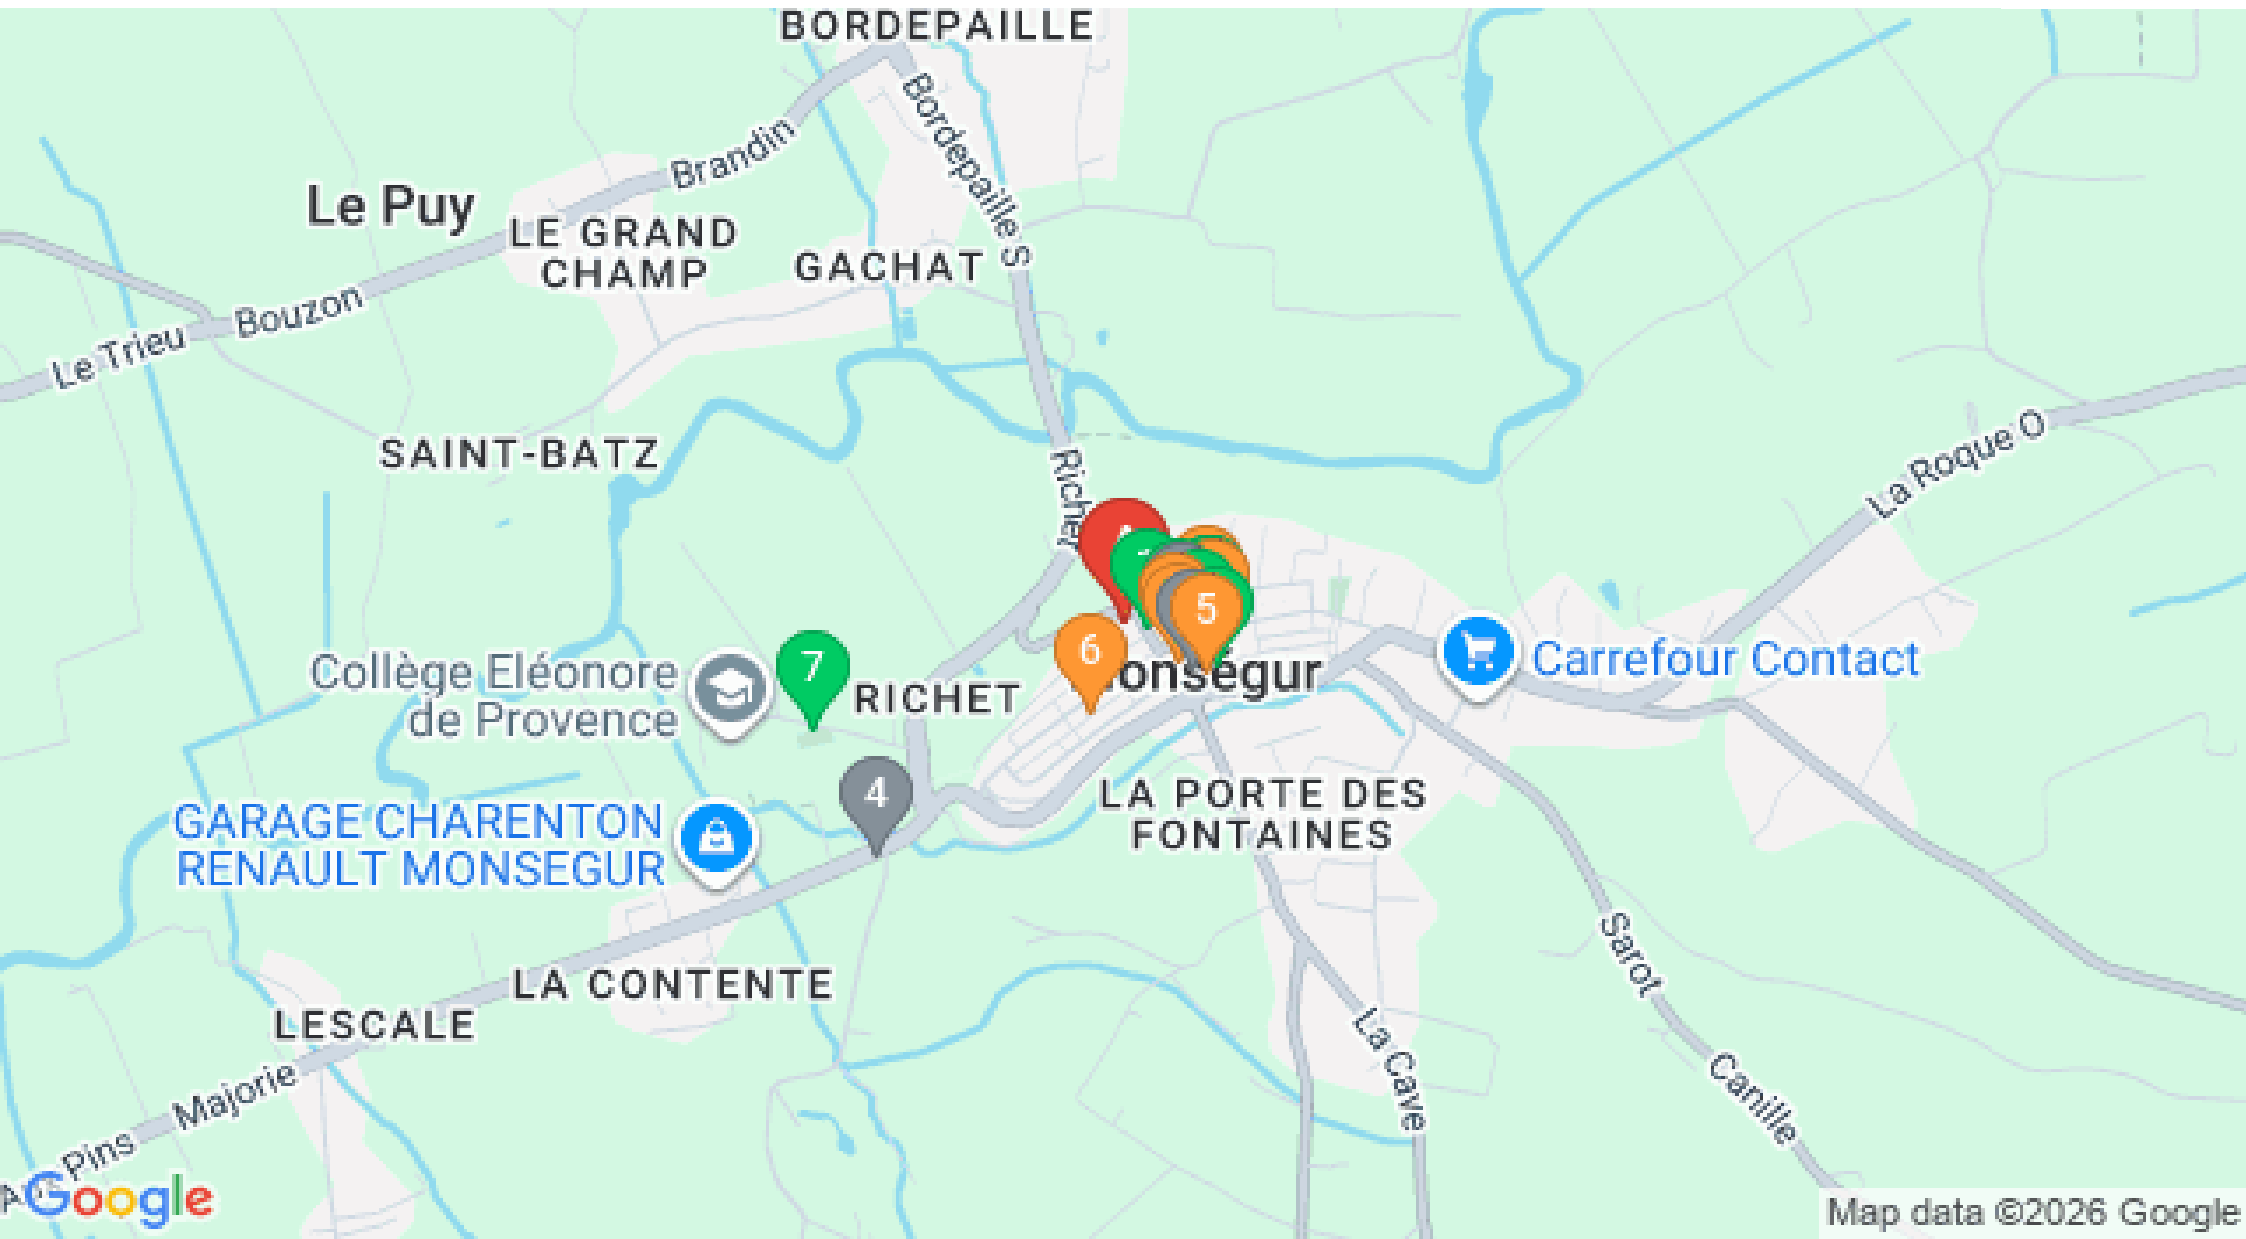 BORDEPAILLE
Bordepaille S
Brandin
Le Puy
LE GRAND
CHAMP
GACHAT
Bouzon
Le Trieu
La Roque O
SAINT-BATZ
Richer
5
6
7
Monségur
Carrefour Contact
Collège Eléonore
de Provence
RICHET
4
LA PORTE DES
FONTAINES
GARAGE CHARENTON
RENAULT MONSEGUR
Sarot
LA CONTENTE
LESCALE
La Cave
Majorie
Canille
Pins
Google
Map data ©2026 Google